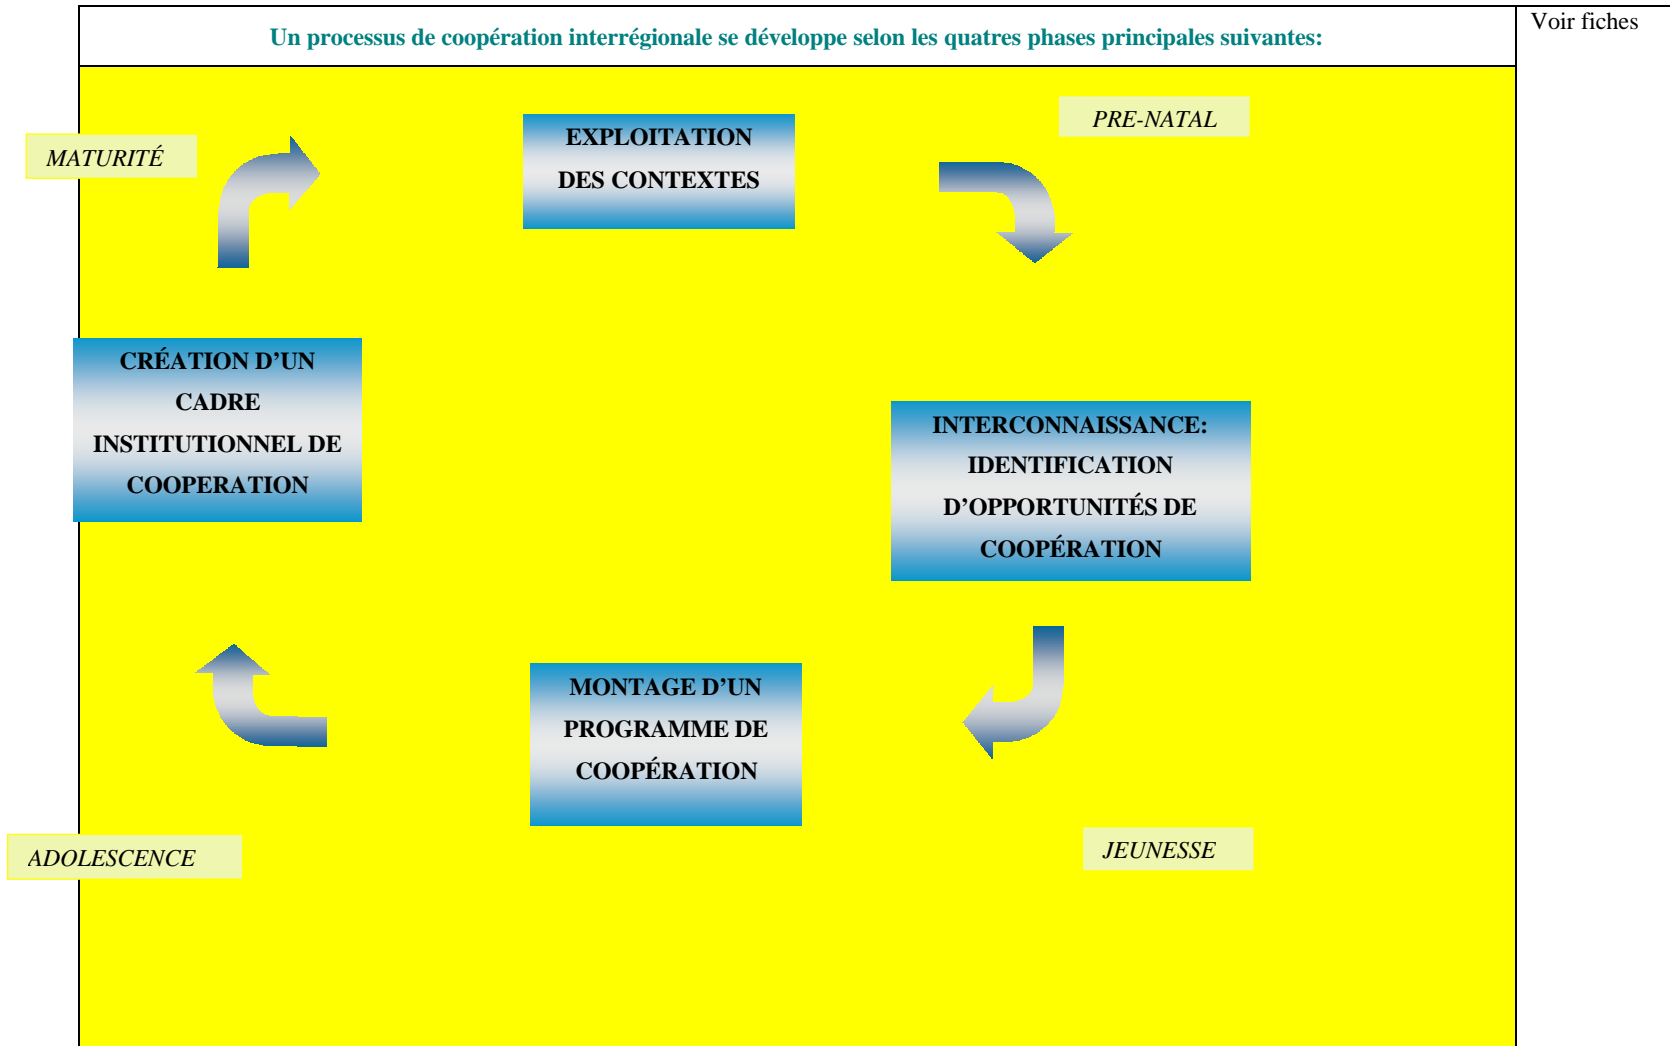 Un processus de coopération interrégionale se développe selon les quatres phases principales suivantes:
Voir fiches
EXPLOITATION
DES CONTEXTES
PRE-NATAL
MATURITÉ
CRÉATION D’UN
CADRE
INSTITUTIONNEL DE
COOPERATION
INTERCONNAISSANCE:
IDENTIFICATION
D’OPPORTUNITÉS DE
COOPÉRATION
MONTAGE D’UN
PROGRAMME DE
COOPÉRATION
ADOLESCENCE
JEUNESSE